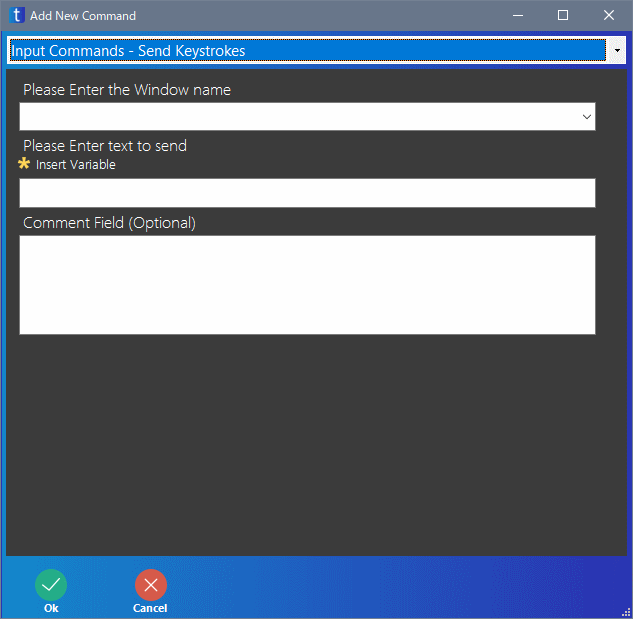 t Add New Command
Input Commands - Send Keystrokes
Please Enter the Window name
Please Enter text to send
* Insert Variable
Comment Field (Optional)
Ok Cancel